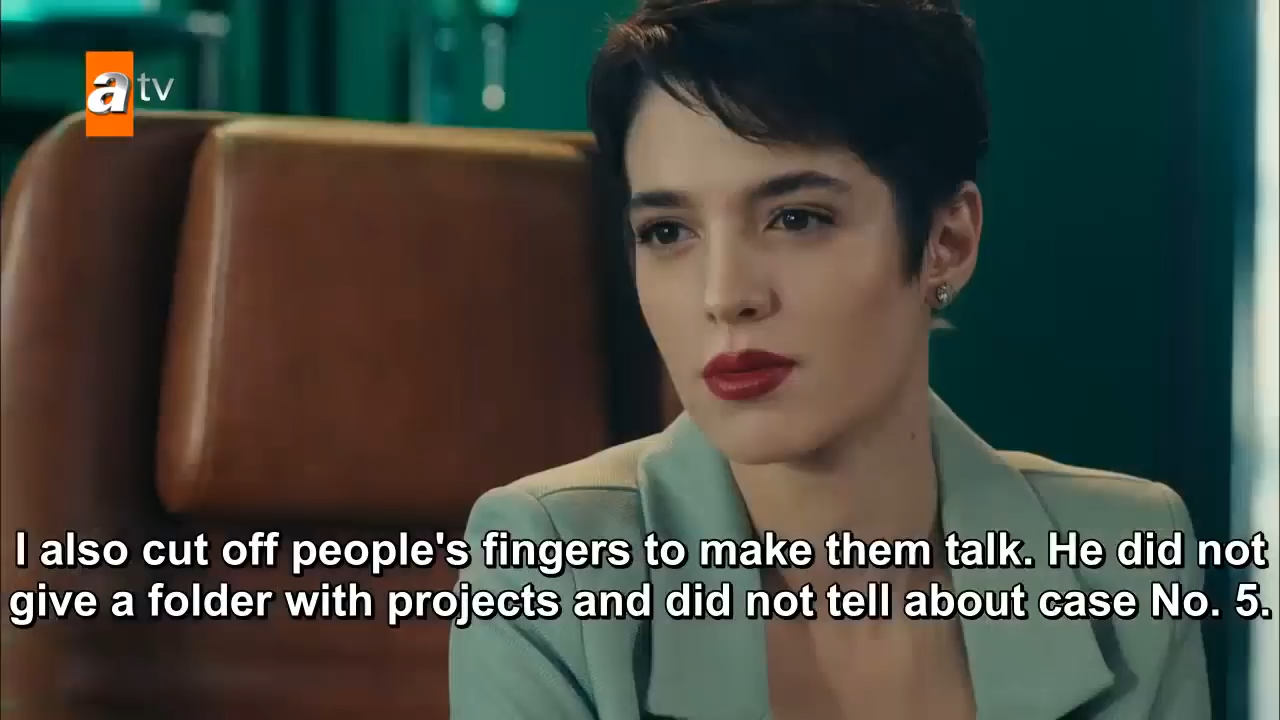 atv
I also cut off people's fingers to make them talk. He did not
give a folder with projects and did not tell about case No. 5.